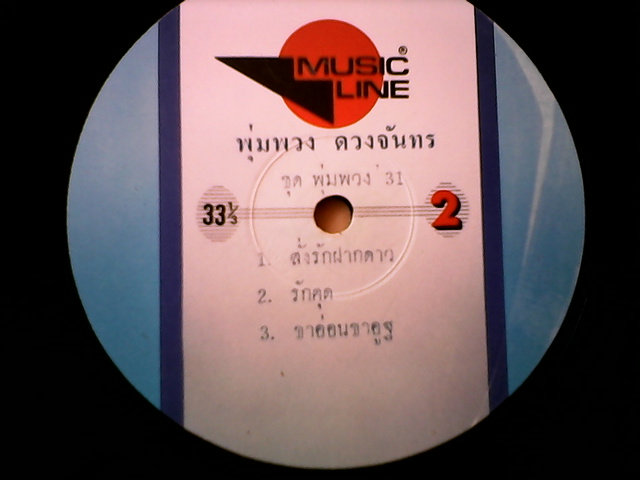 MUSIC®
LINE
พุ่มพวง ดวงจันทร
ชุด พุ่มพวง '31
33⅓
2
1. สั่งรักฝากดาว
2. รักคุด
3. ขาอ่อนขาอูฐ